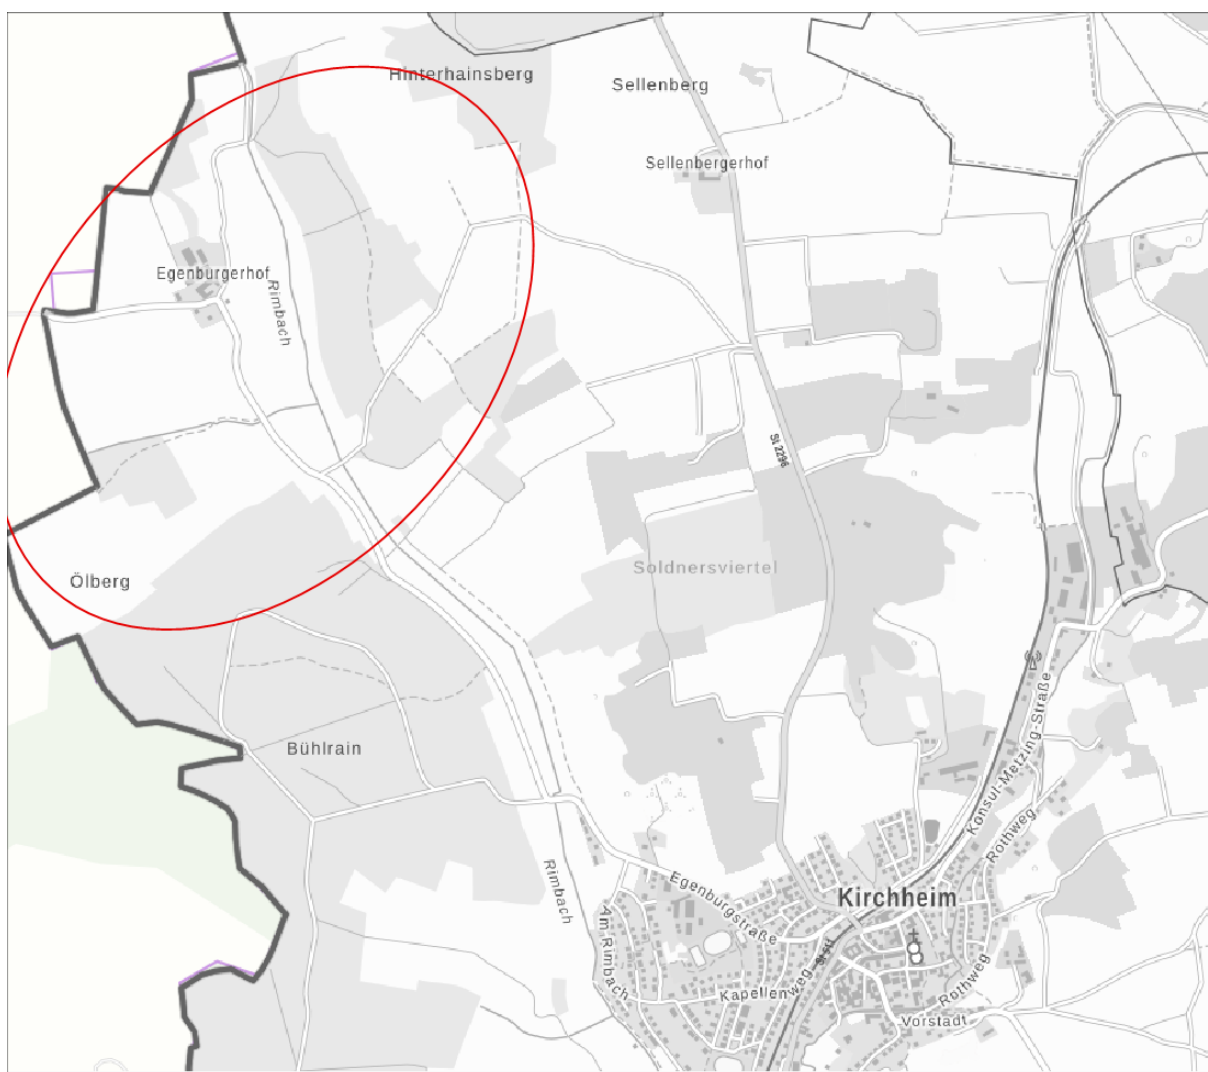 Hinterhainsberg
Sellenberg
Sellenbergerhof
Egenburgerhof
Rimbach
St 2296
Soldnersviertel
Ölberg
Bühlrain
Konsul-Metzing-Straße
Rothweg
Rimbach
Egenburgstraße
Kirchheim
Am Rimbach
Kapellenweg
Rothweg
Vorstadt